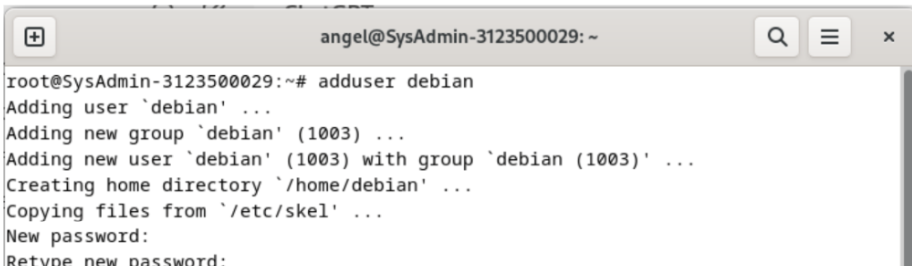 angel@SysAdmin-3123500029: ~
root@SysAdmin-3123500029:~# adduser debian
Adding user `debian' ...
Adding new group `debian' (1003) ...
Adding new user `debian' (1003) with group `debian (1003)' ...
Creating home directory `/home/debian' ...
Copying files from `/etc/skel' ...
New password:
Retype new password: